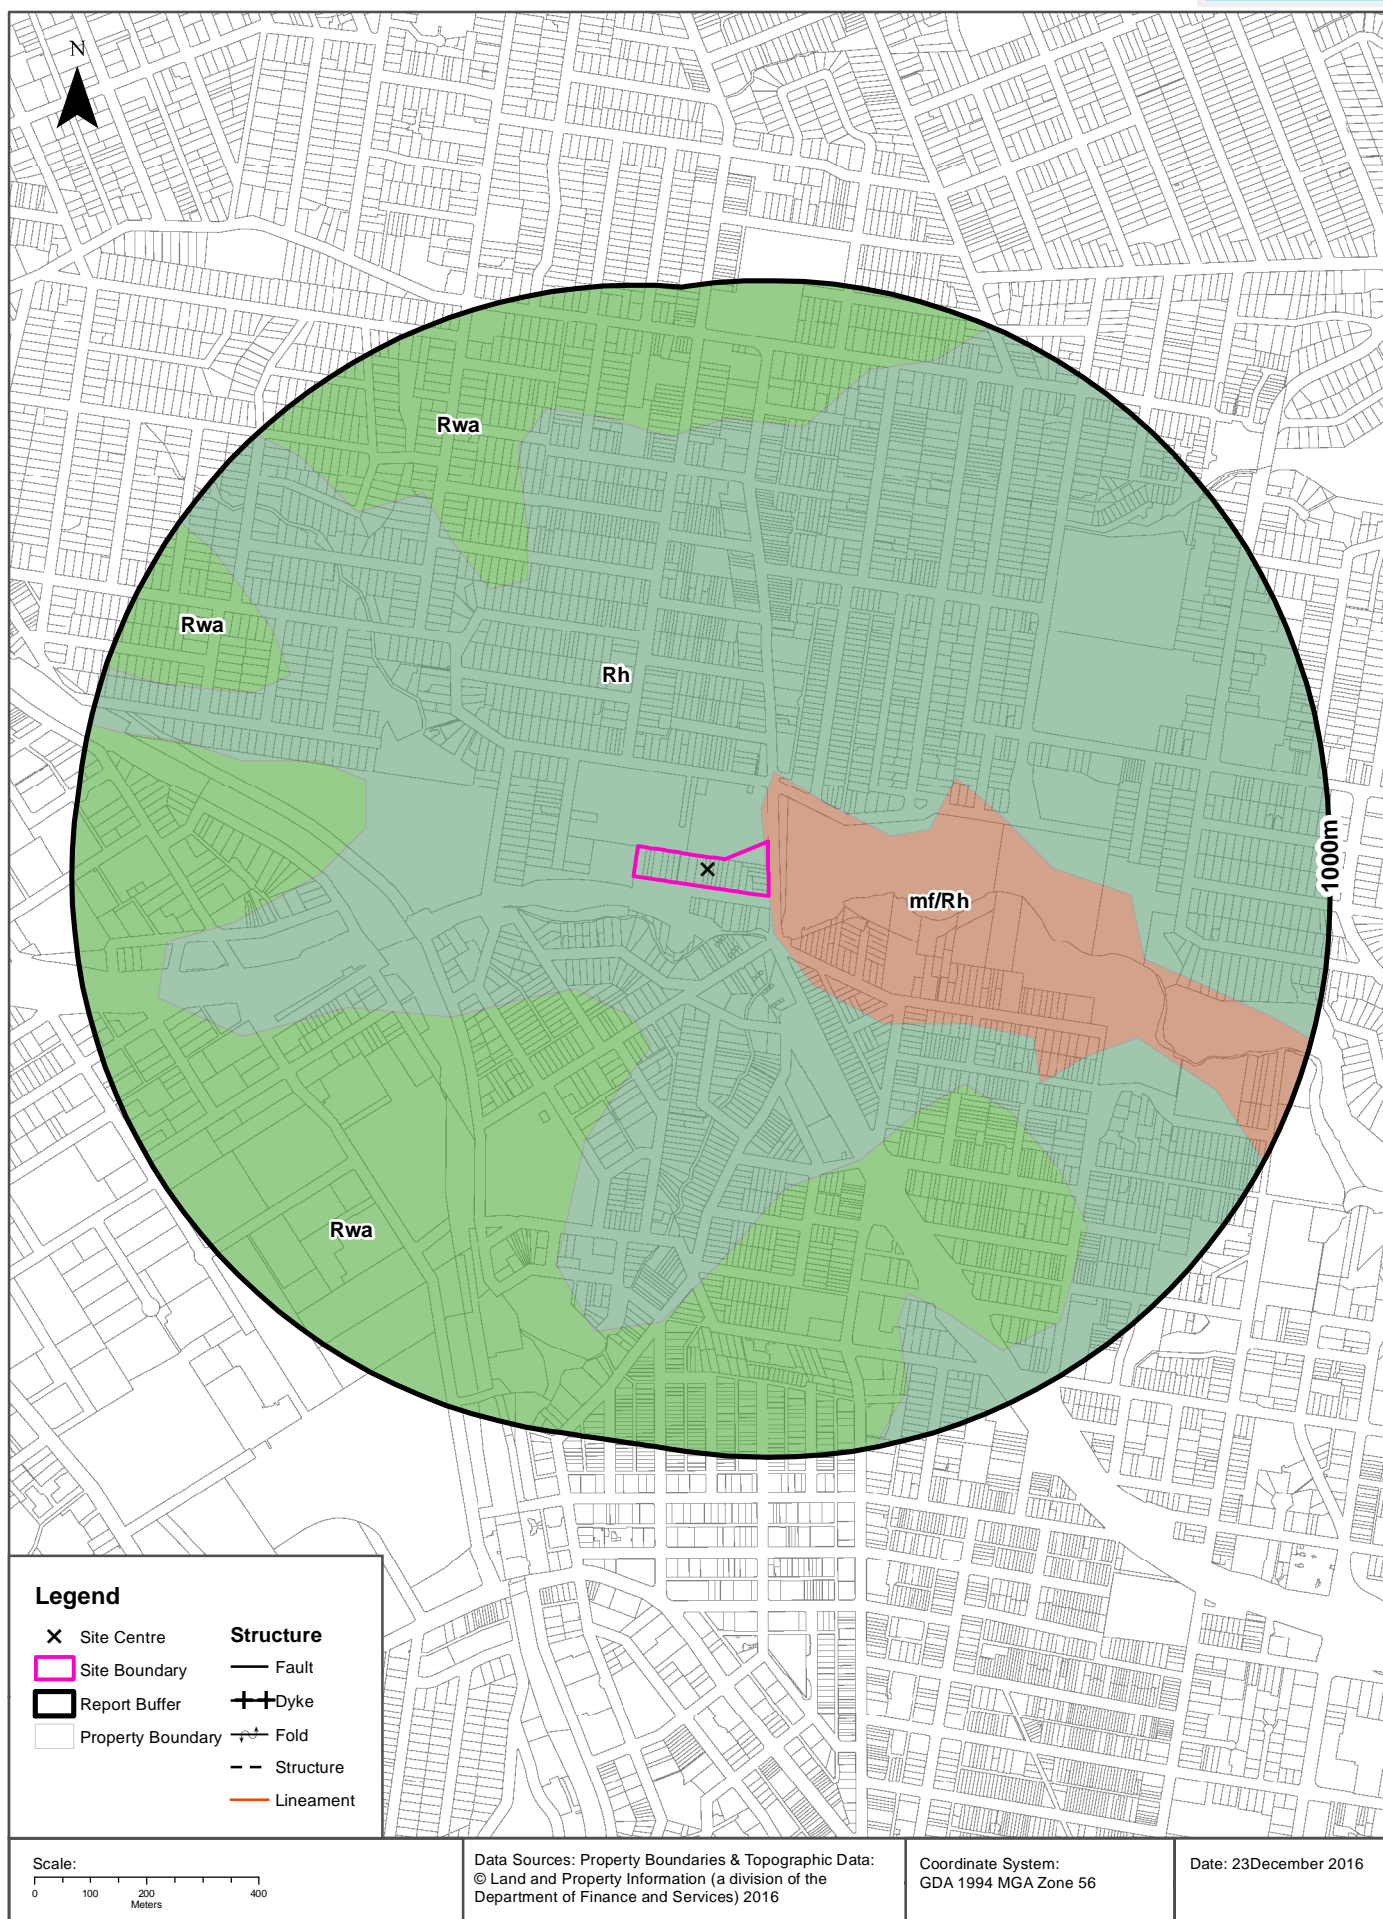 N
Rwa
Rwa
Rh
1000m
mf/Rh
Rwa
Legend
Site Centre
Site Boundary
Report Buffer
Property Boundary
Structure
Fault
Dyke
Fold
Structure
Lineament
Scale:
0 100 200 400
Meters
Data Sources: Property Boundaries & Topographic Data:
© Land and Property Information (a division of the
Department of Finance and Services) 2016
Coordinate System:
GDA 1994 MGA Zone 56
Date: 23December 2016